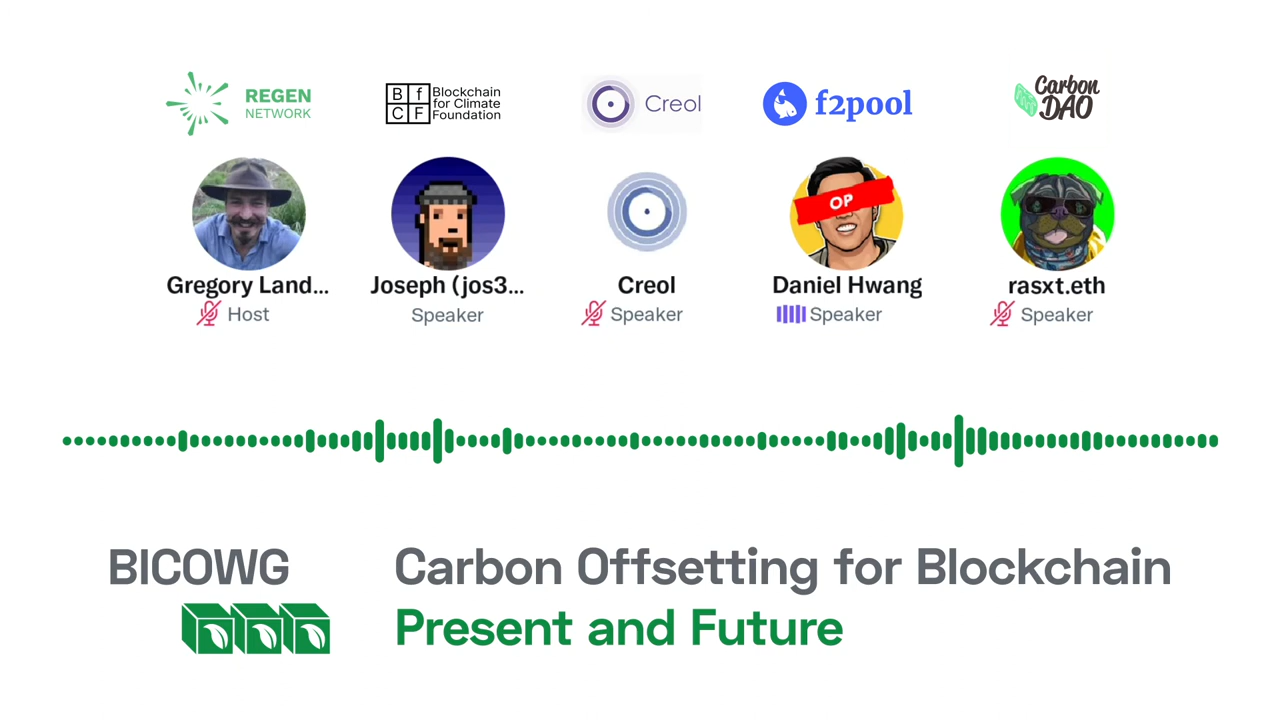 REGEN
NETWORK
B f
C F
Blockchain
for Climate
Foundation
Creol
f2pool
Carbon
DAO
OP
Gregory Land...
Host
Joseph (jos3...
Speaker
Creol
Speaker
Daniel Hwang
Speaker
rasxt.eth
Speaker
BICOWG
Carbon Offsetting for Blockchain
Present and Future